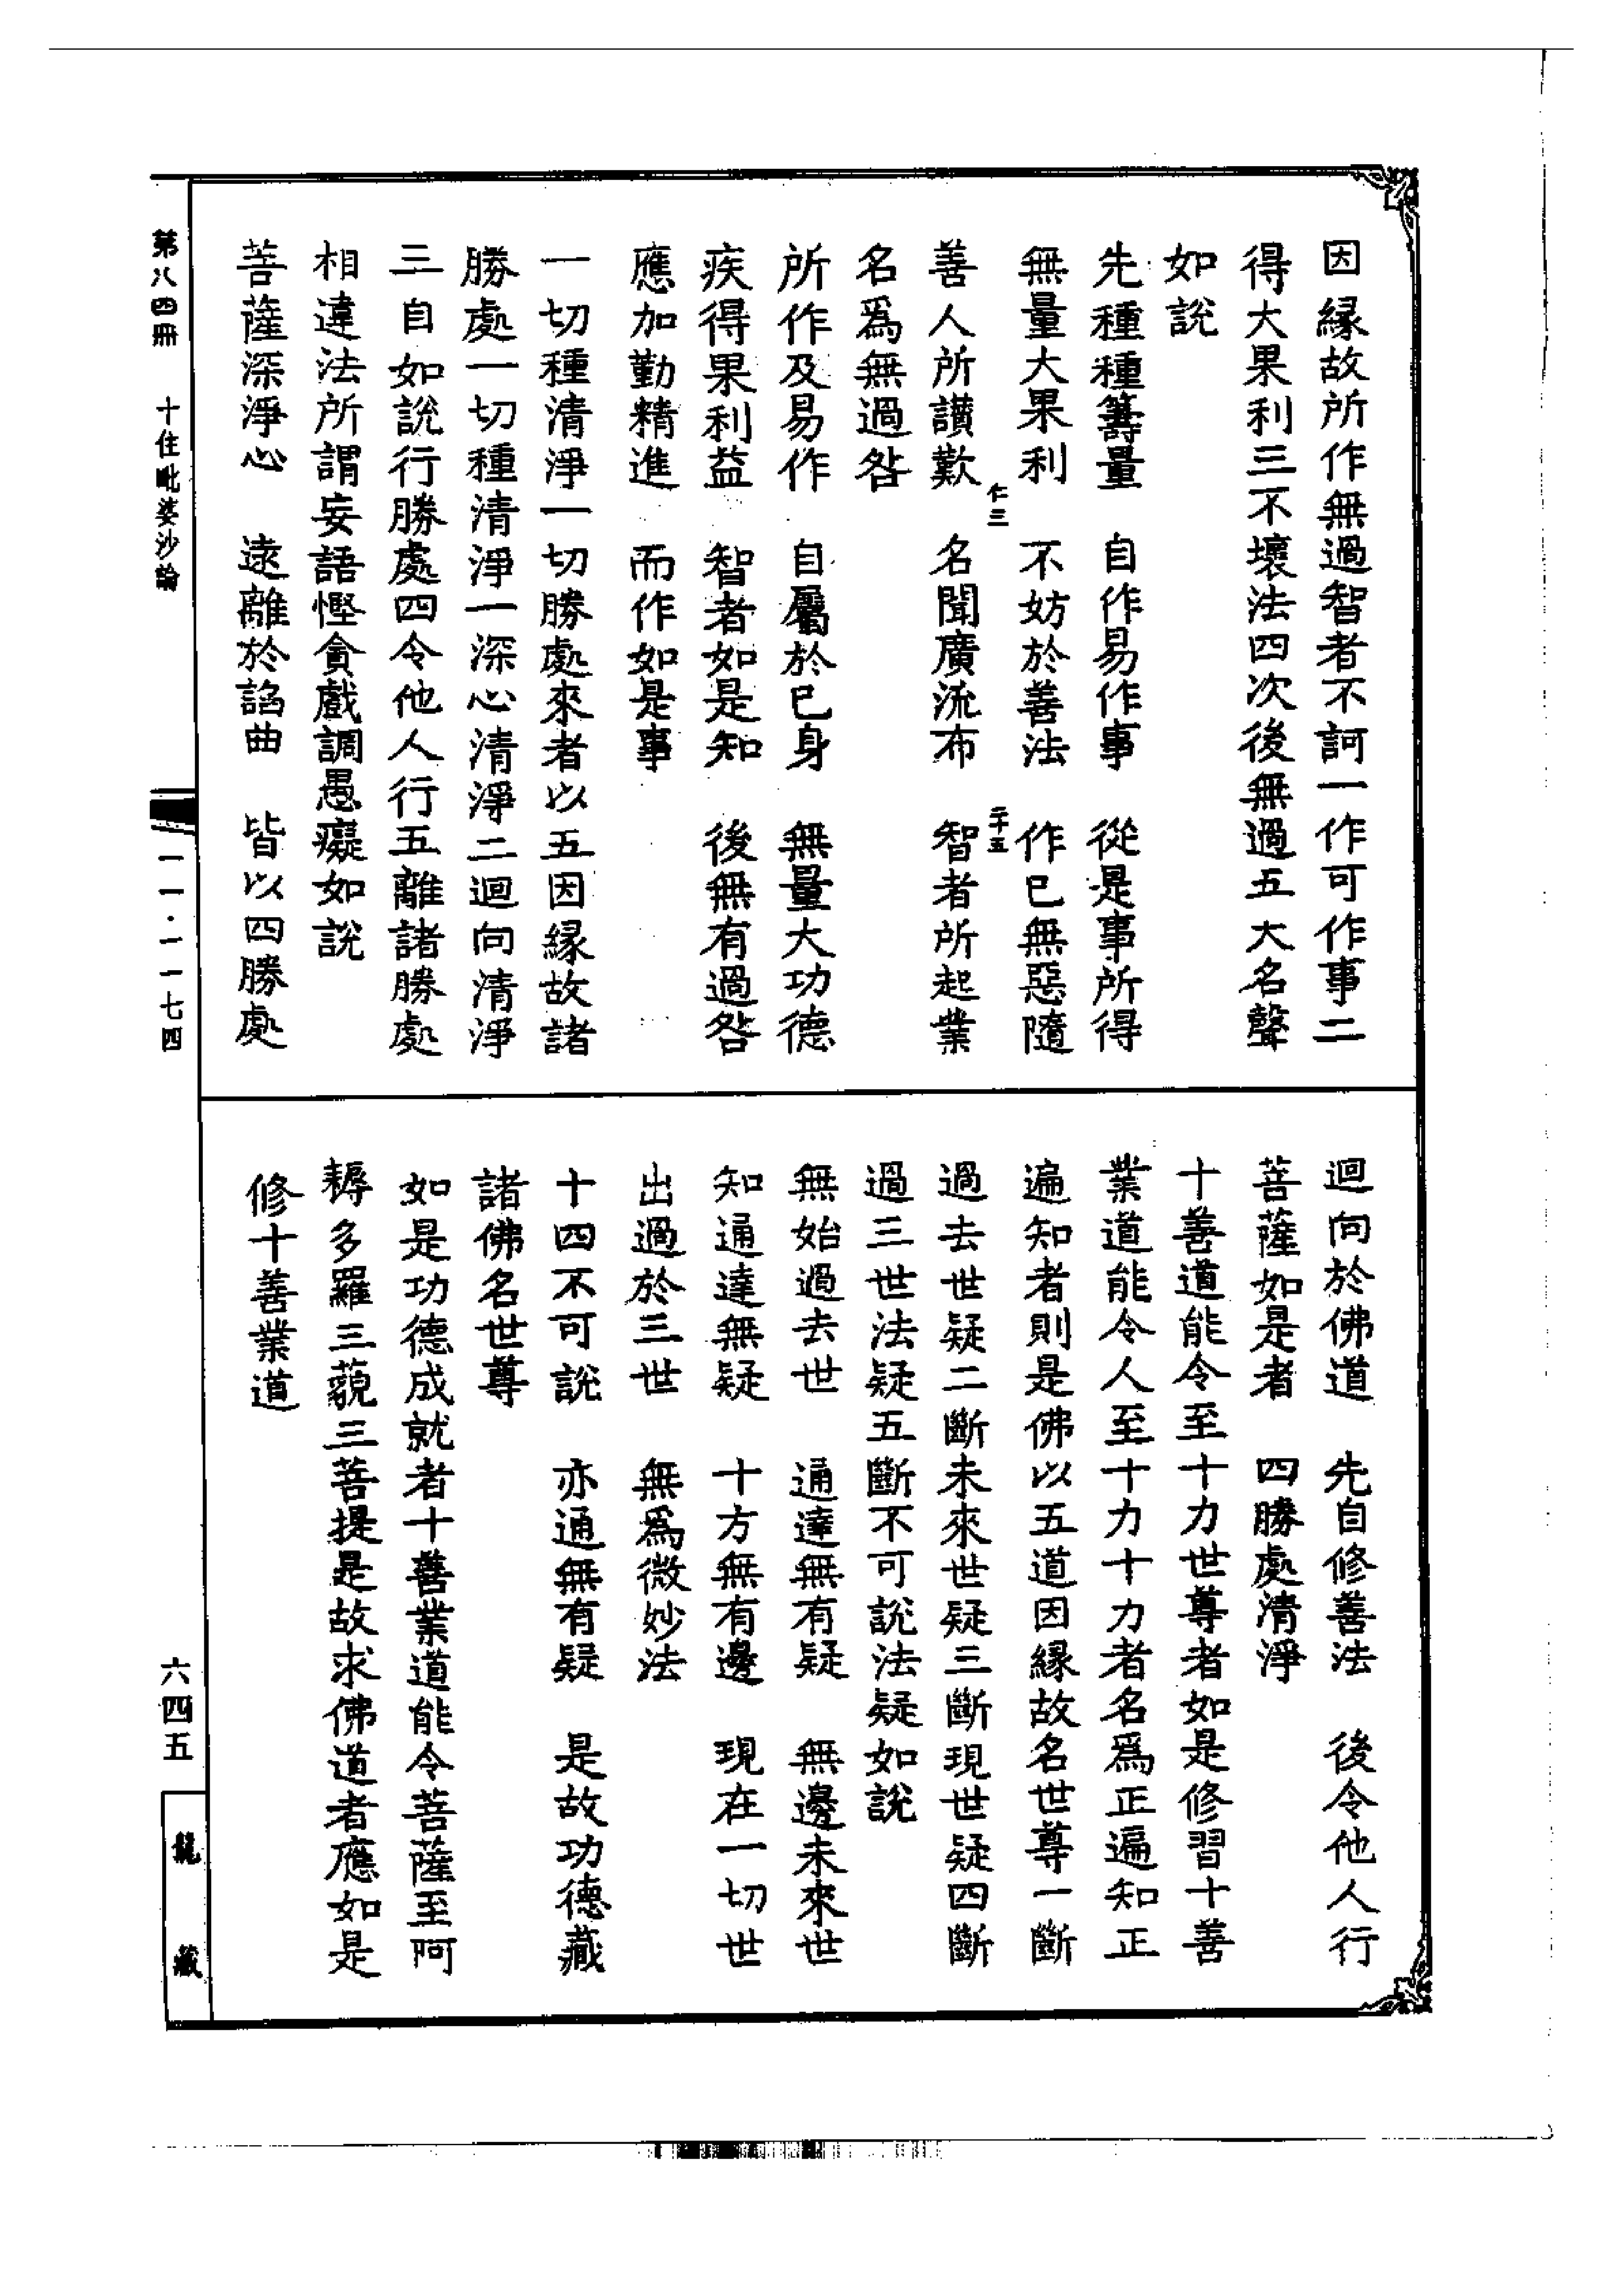 因緣故所作無過智者不訶一作可作事二
得大果利三不壞法四次後無過五大名聲
如說
先種種籌量　自作易作事　從是事所得
無量大果利　不妨於善法　作已無惡隨
仁三　二十五
善人所讚歎　名聞廣流布　智者所起業
名爲無過咎
所作及易作　自屬於已身　無量大功德
疾得果利益　智者如是知　後無有過咎
應加勤精進　而作如是事
一切種清淨一切勝處來者以五因緣故諸
勝處一切種清淨一深心清淨二迴向清淨
三自如說行勝處四令他人行五離諸勝處
相違法所謂妄語慳貪戲調愚癡如說
菩薩深淨心　遠離於諂曲　皆以四勝處
迴向於佛道　先自修善法　後令他人行
菩薩如是者　四勝處清淨
十善道能令至十力世尊者如是修習十善
業道能令人至十力十力者名爲正遍知正
遍知者則是佛以五道因緣故名世尊一斷
過去世疑二斷未來世疑三斷現世疑四斷
過三世法疑五斷不可說法疑如說
無始過去世　通達無有疑　無邊未來世
知通達無疑　十方無有邊　現在一切世
出過於三世　無爲微妙法
十四不可說　亦通無有疑　是故功德藏
諸佛名世尊
如是功德成就者十善業道能令菩薩至阿
耨多羅三藐三菩提是故求佛道者應如是
修十善業道
第八四冊　十住毗婆沙論　一一·一一七四　六四五　龍藏